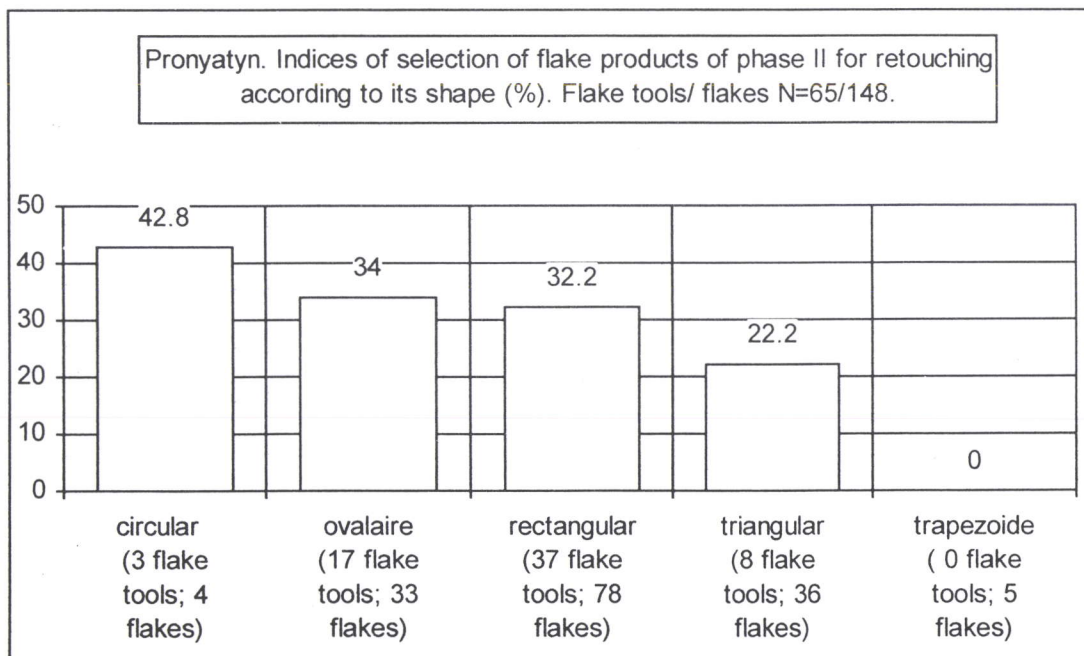 Pronyatyn. Indices of selection of flake products of phase II for retouching
according to its shape (%). Flake tools/ flakes N=65/148.
50
40
30
20
10
0
42.8
34
32.2
22.2
0
circular
(3 flake
tools; 4
flakes)
ovalaire
(17 flake
tools; 33
flakes)
rectangular
(37 flake
tools; 78
flakes)
triangular
(8 flake
tools; 36
flakes)
trapezoide
( 0 flake
tools; 5
flakes)